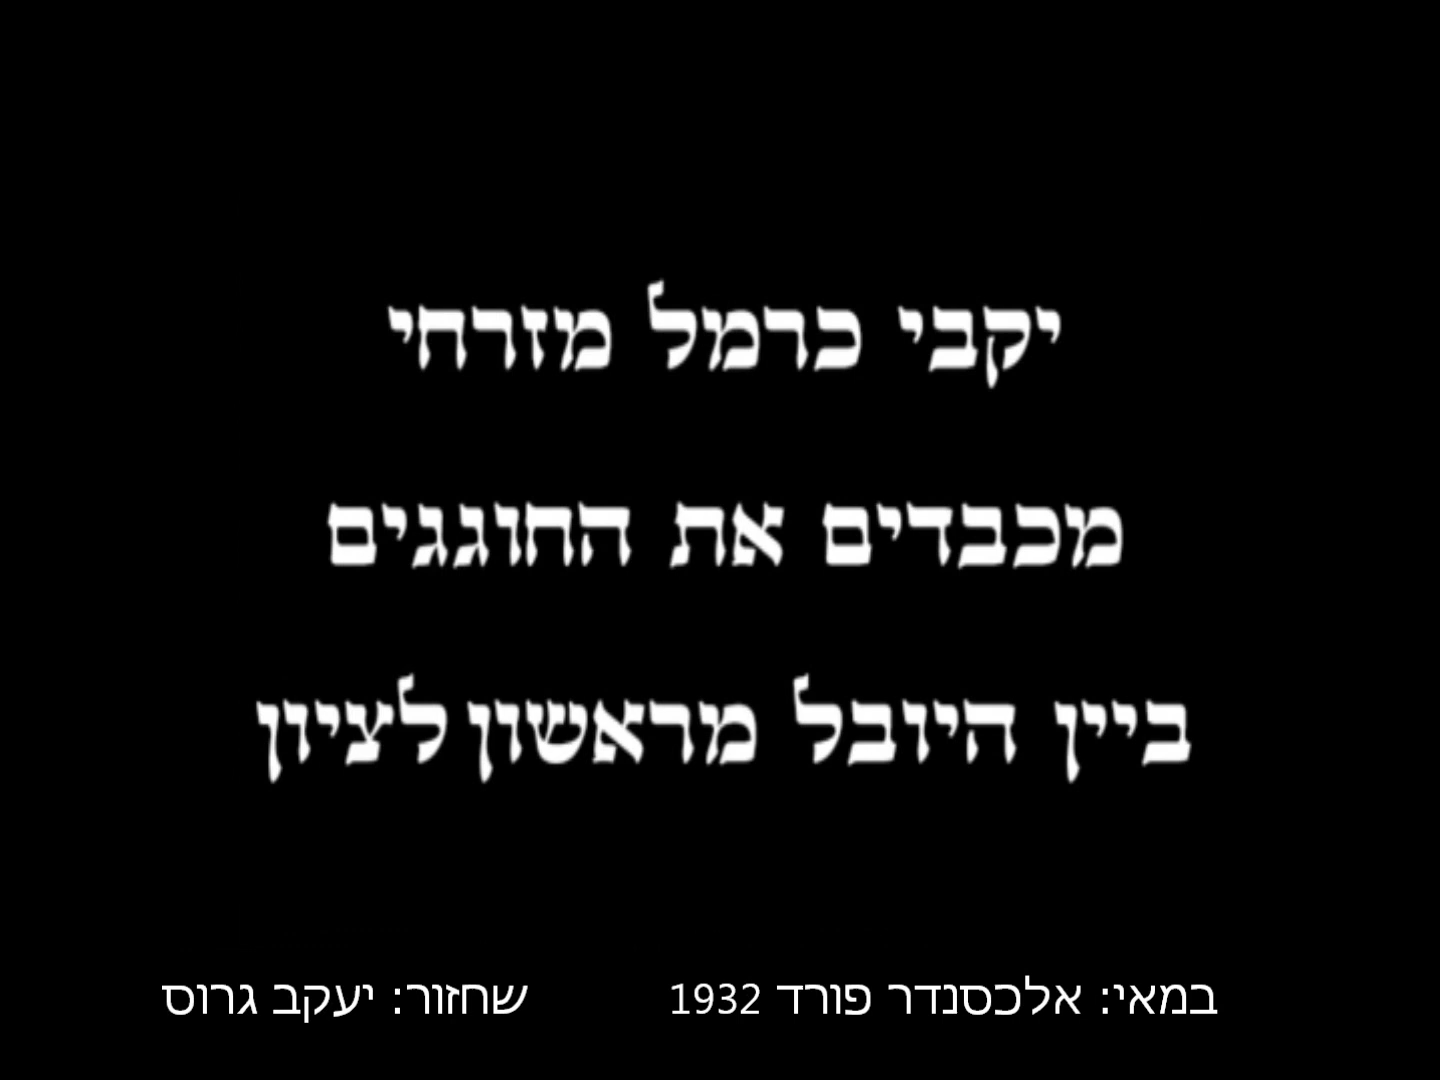 יקבי כרמל מזרחי
מכבדים את החוגגים
ביין היובל מראשון לציון
במאי: אלכסנדר פורד 1932 שחזור: יעקב גרוס